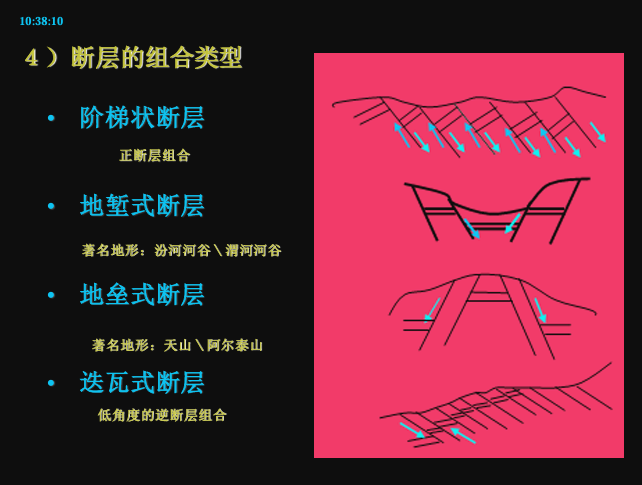 10:38:10
4）断层的组合类型
• 阶梯状断层
正断层组合
• 地堑式断层
著名地形：汾河河谷\渭河河谷
• 地垒式断层
著名地形：天山\阿尔泰山
• 迭瓦式断层
低角度的逆断层组合